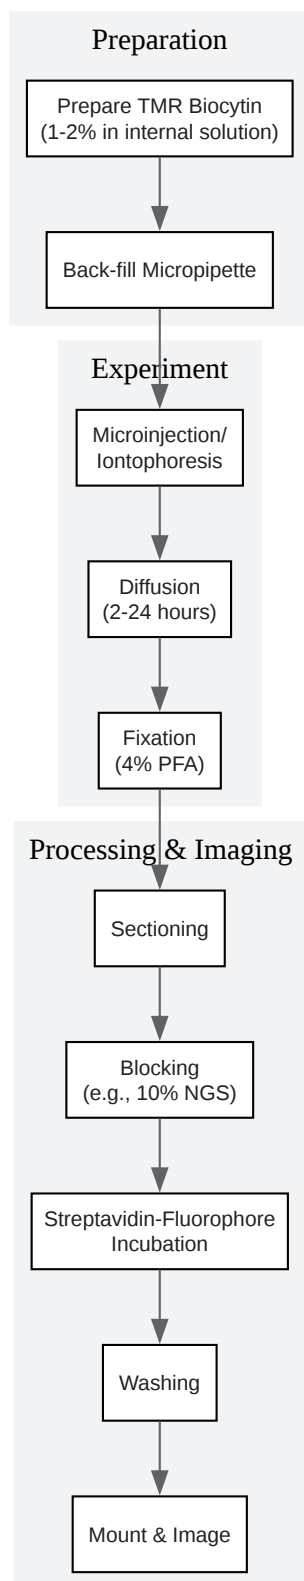 Preparation
Prepare TMR Biocytin
(1-2% in internal solution)
Back-fill Micropipette
Experiment
Microinjection/
Iontophoresis
Diffusion
(2-24 hours)
Fixation
(4% PFA)
Processing & Imaging
Sectioning
Blocking
(e.g., 10% NGS)
Streptavidin-Fluorophore
Incubation
Washing
Mount & Image